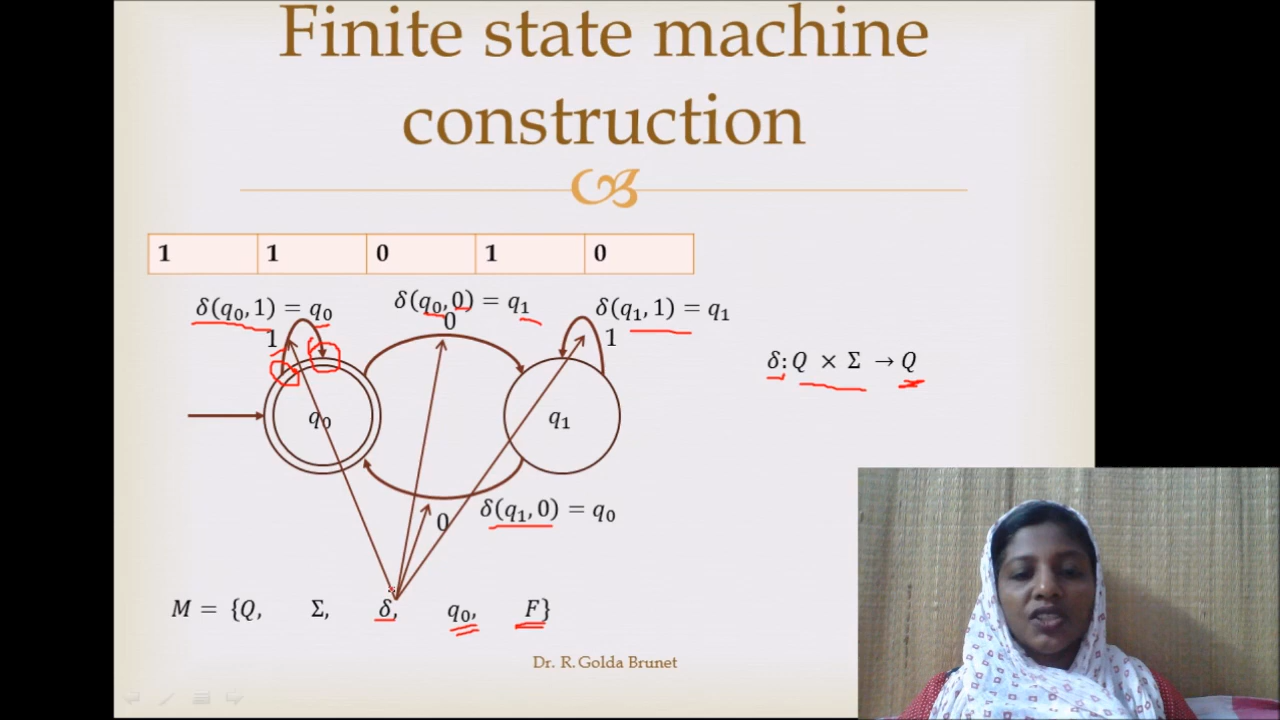 Finite state machine
construction
1 1 0 1 0
δ(q₀, 1) = q₀
δ(q₀, 0) = q₁
δ(q₁, 1) = q₁
1
0
1
δ: Q × Σ → Q
q₀
q₁
δ(q₁, 0) = q₀
0
M = {Q, Σ, δ, q₀, F}
Dr. R. Golda Brunet